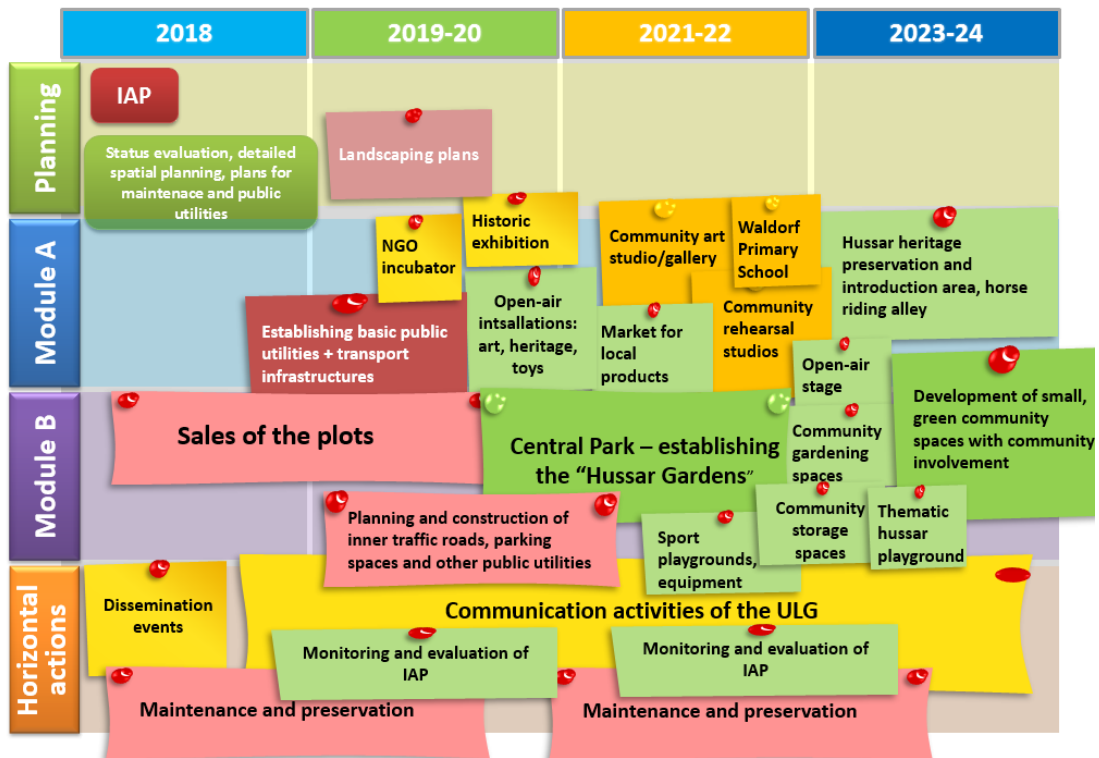 2018
2019-20
2021-22
2023-24
Planning
IAP
Status evaluation, detailed
spatial planning, plans for
maintenace and public
utilities
Landscaping plans
Module A
NGO
incubator
Historic
exhibition
Community art
studio/gallery
Waldorf
Primary
School
Hussar heritage
preservation and
introduction area, horse
riding alley
Establishing basic public
utilities + transport
infrastructures
Open-air
intsallations:
art, heritage,
toys
Market for
local
products
Community
rehearsal
studios
Open-air
stage
Module B
Sales of the plots
Central Park – establishing
the “Hussar Gardens”
Community
gardening
spaces
Development of small,
green community
spaces with community
involvement
Planning and construction of
inner traffic roads, parking
spaces and other public utilities
Sport
playgrounds,
equipment
Community
storage
spaces
Thematic
hussar
playground
Horizontal
actions
Dissemination
events
Communication activities of the ULG
Monitoring and evaluation of
IAP
Monitoring and evaluation of
IAP
Maintenance and preservation
Maintenance and preservation